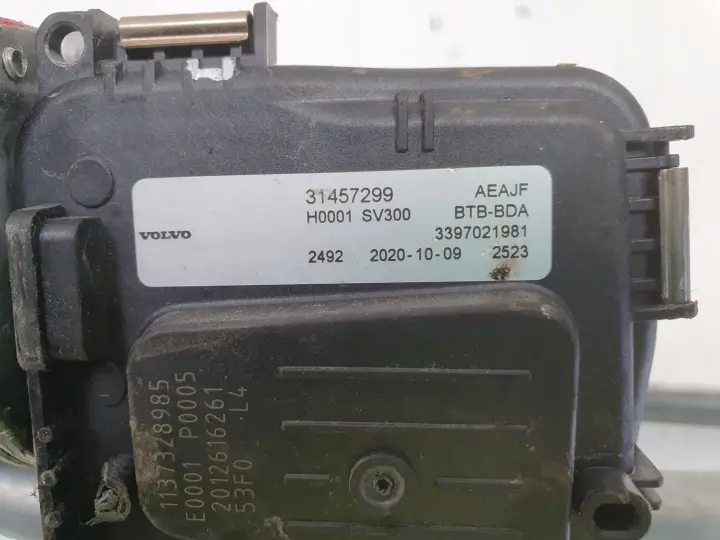 31457299 AEAJF
H0001 SV300 BTB-BDA
VOLVO 3397021981
2492 2020-10-09 2523
1137328985
E0001 P0005
2012616261
53F0 L4